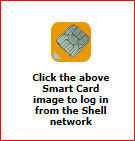 Click the above
Smart Card
image to log in
from the Shell
network